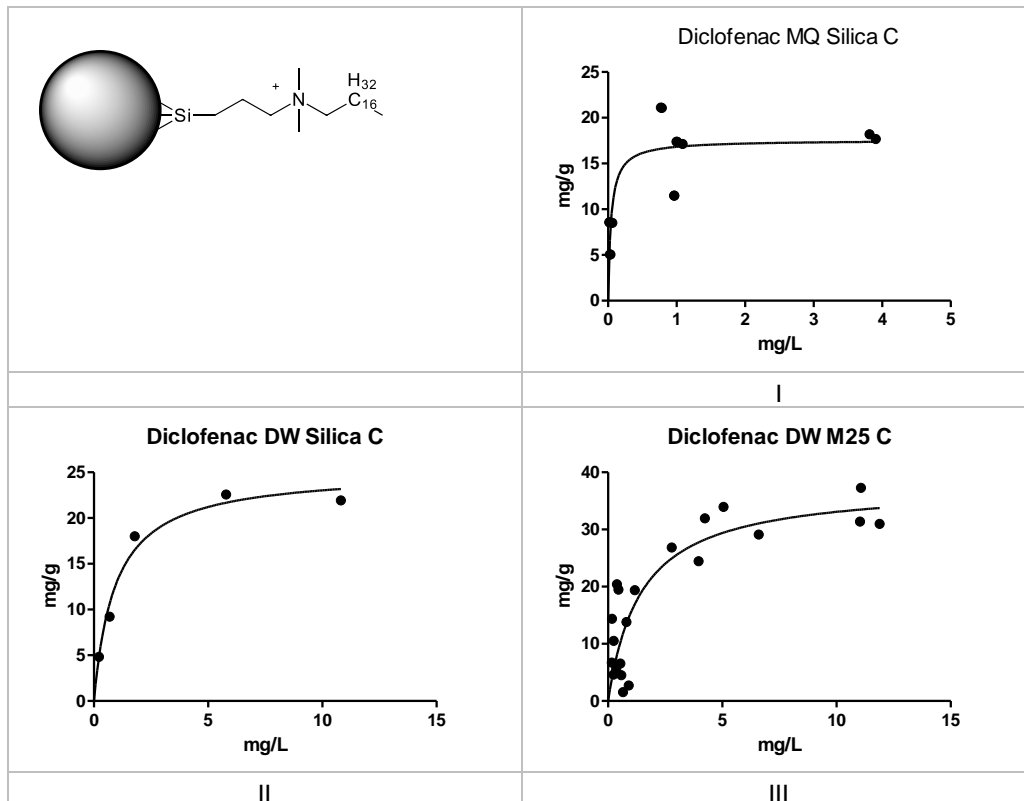 H32
+
Si
N
C16
Diclofenac MQ Silica C
25
20
15
10
5
0
mg/g
0 1 2 3 4 5
mg/L
I
Diclofenac DW Silica C
25
20
15
10
5
0
mg/g
0 5 10 15
mg/L
Diclofenac DW M25 C
40
30
20
10
0
mg/g
0 5 10 15
mg/L
II
III